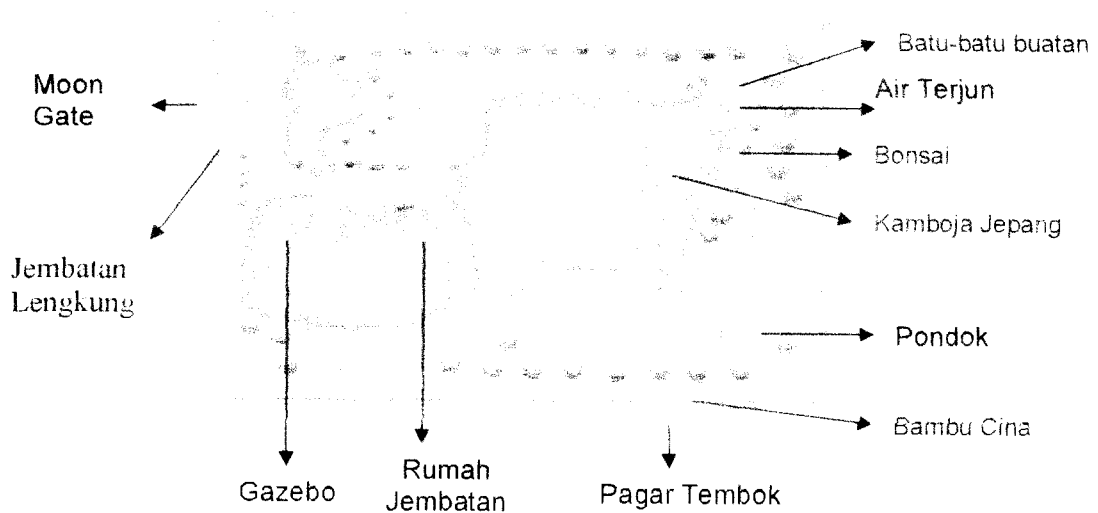 Batu-batu buatan
Moon
Gate
Air Terjun
Bonsai
Kamboja Jepang
Jembatan
Lengkung
Pondok
Bambu Cina
Gazebo
Rumah
Jembatan
Pagar Tembok